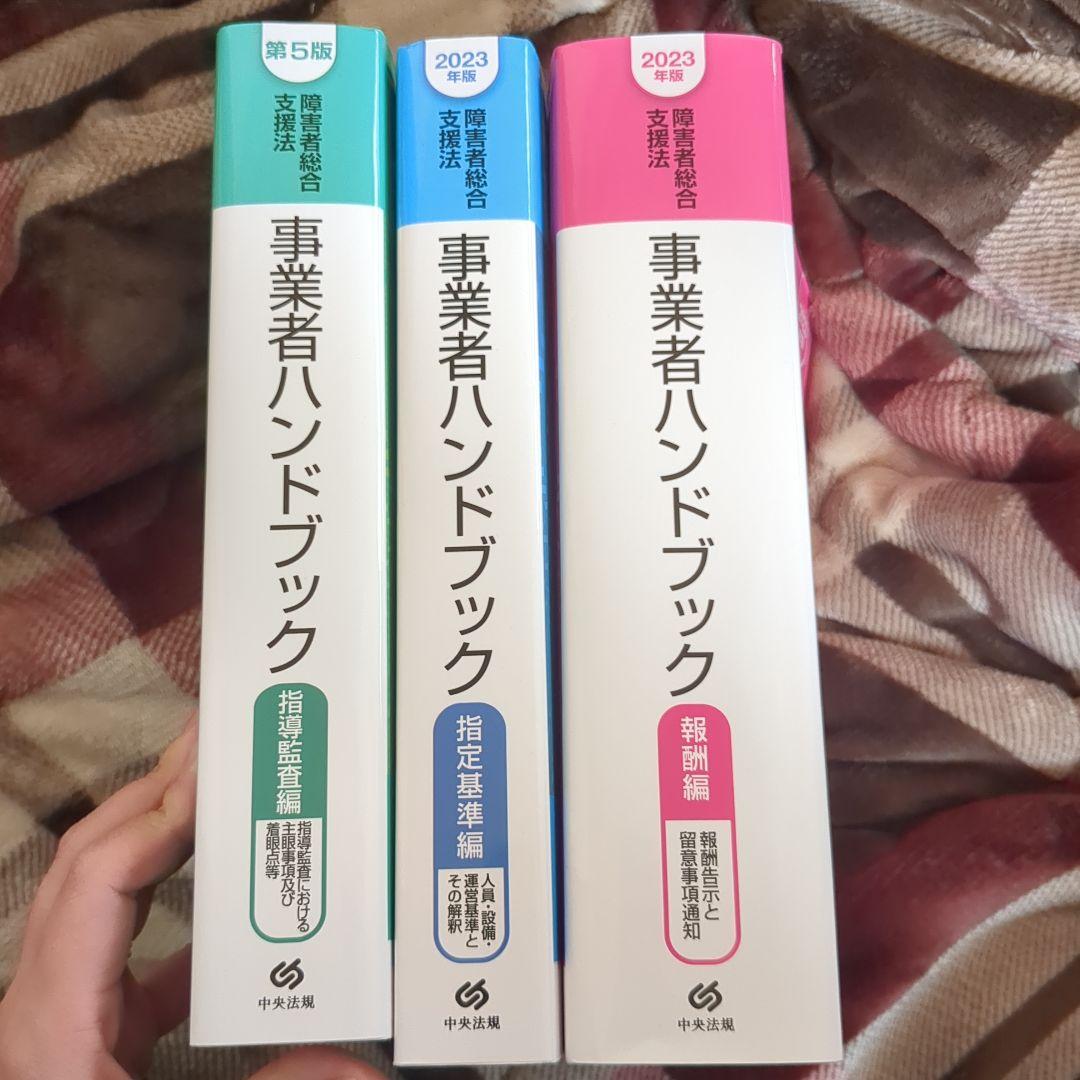 第5版
障害者総合
支援法
事業者ハンドブック
指導監査編
指導監査における
主眼事項及び
着眼点等
中央法規
2023
年版
障害者総合
支援法
事業者ハンドブック
指定基準編
人員・設備・
運営基準と
その解釈
中央法規
2023
年版
障害者総合
支援法
事業者ハンドブック
報酬編
報酬告示と
留意事項通知
中央法規